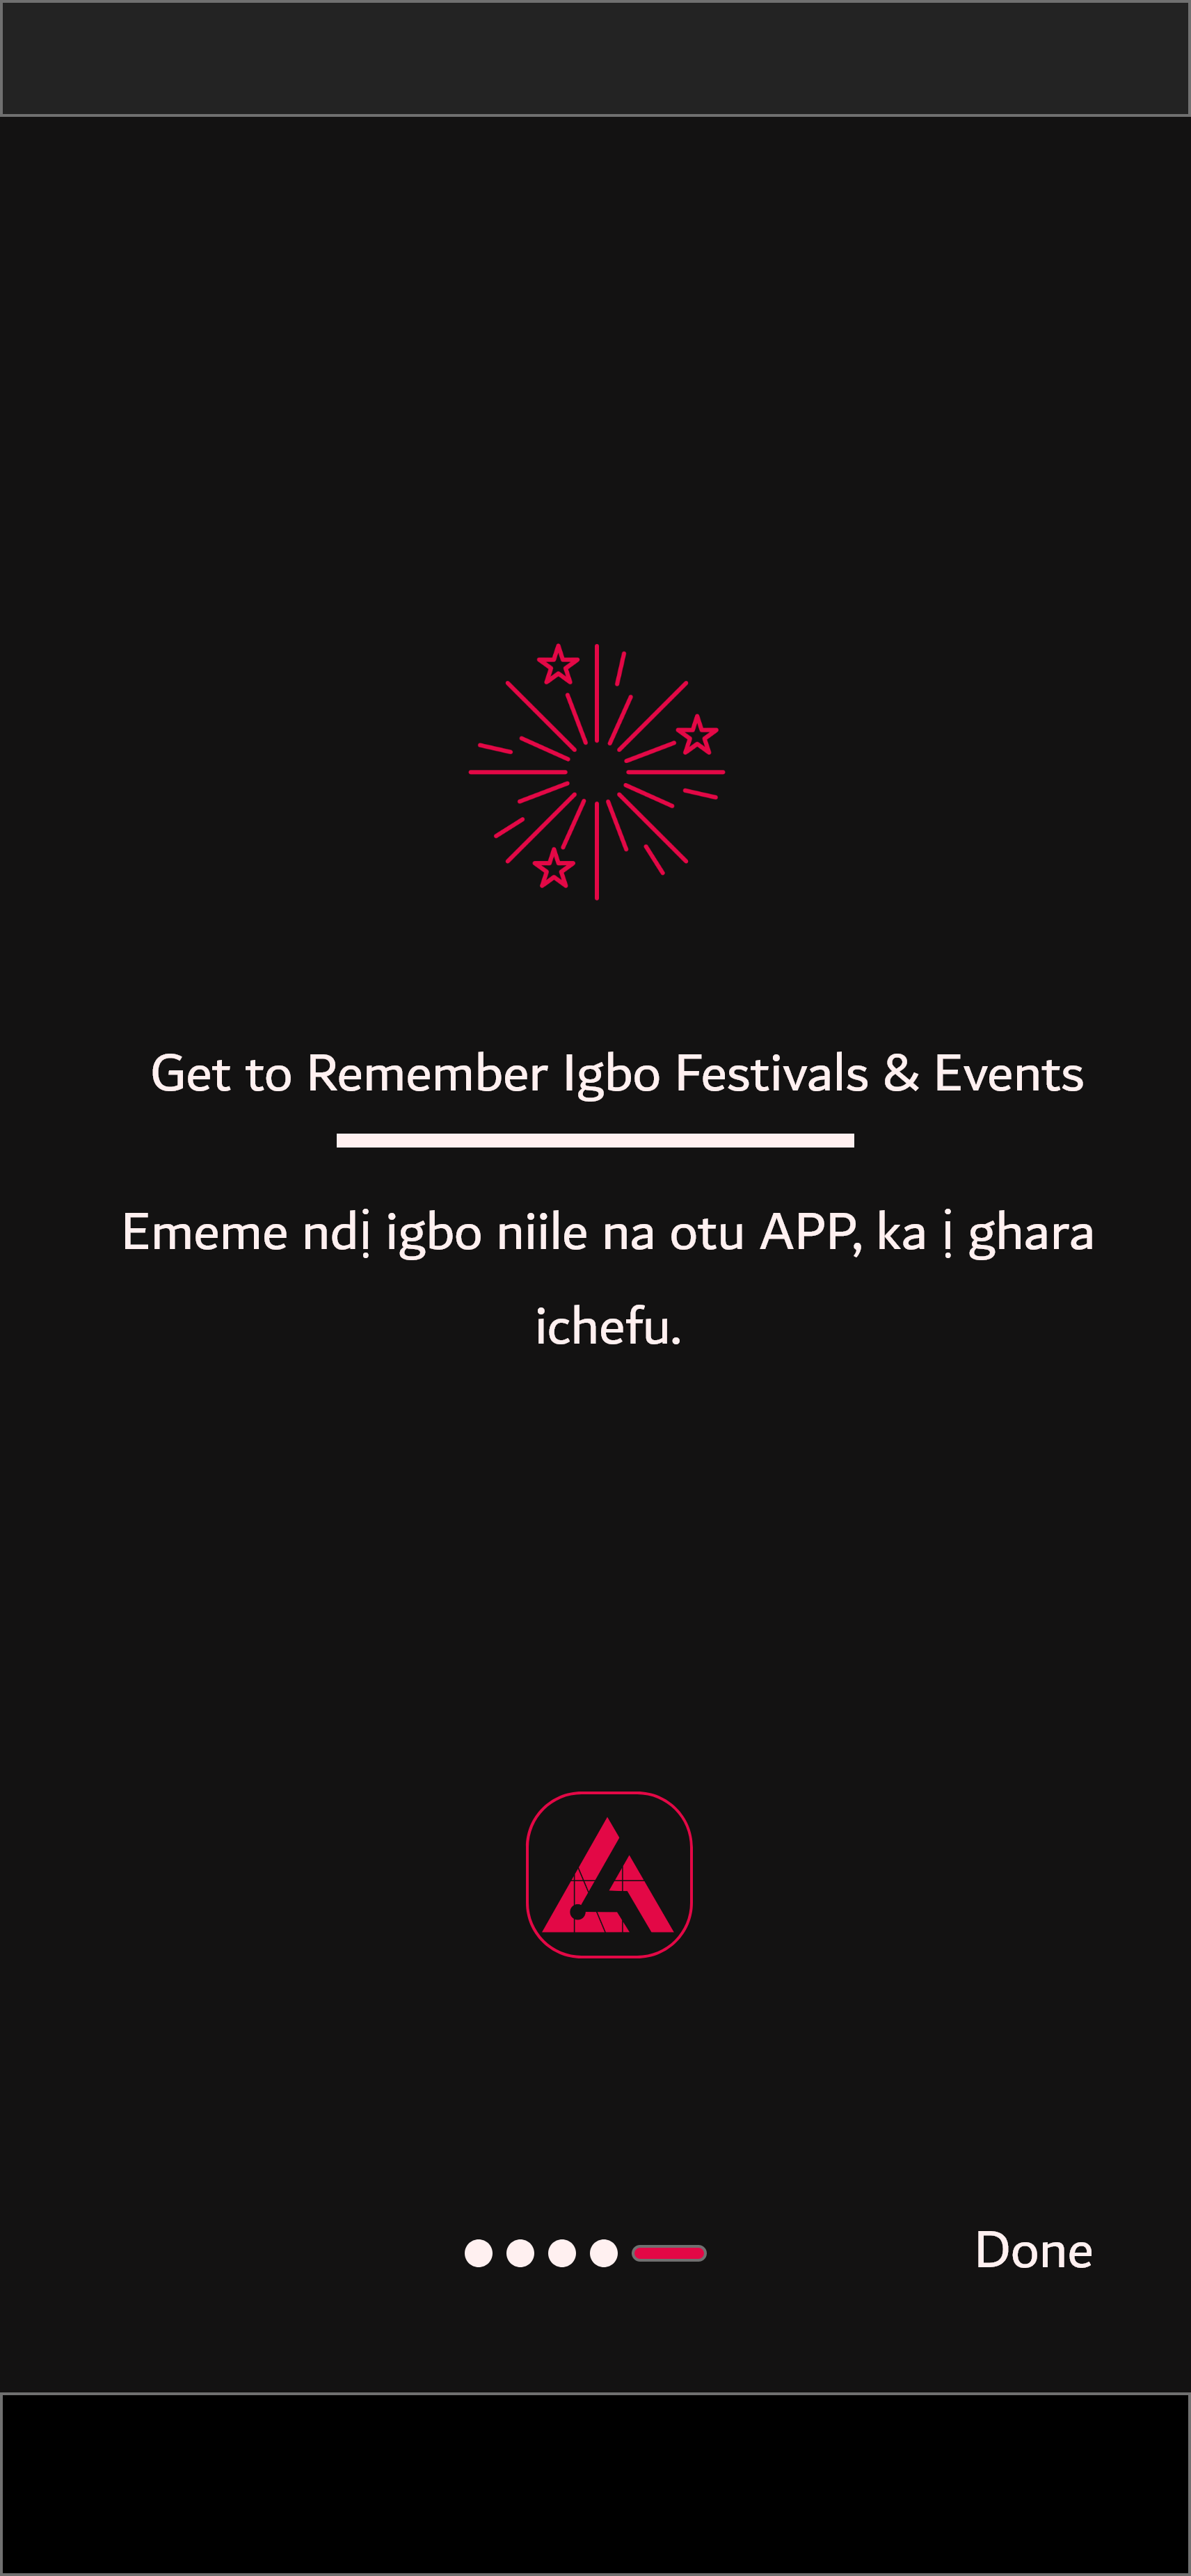 Get to Remember Igbo Festivals & Events
Ememe ndị igbo niile na otu APP, ka ị ghara
ichefu.
Done